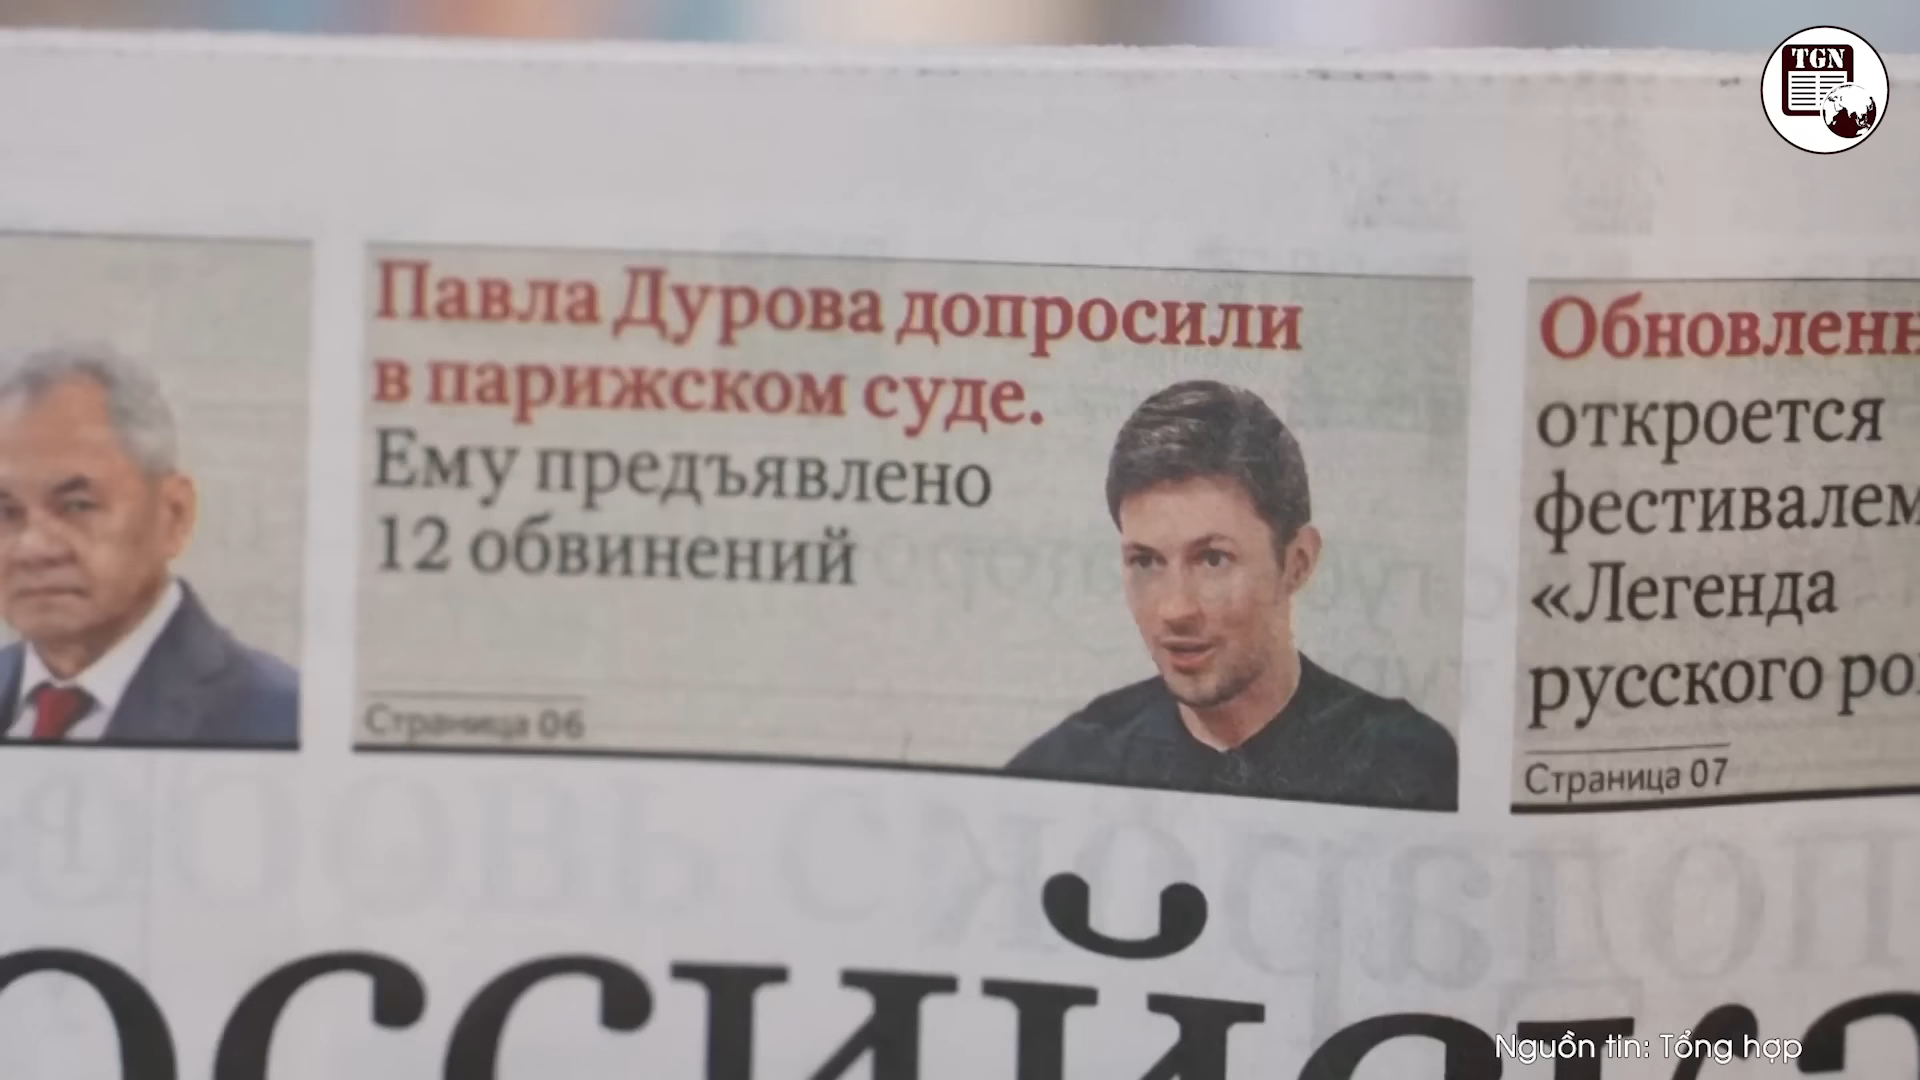 TGN
Павла Дурова допросили
в парижском суде.
Ему предъявлено
12 обвинений
Страница 06
Обновленн
откроется
фестивалем
«Легенда
русского ро
Страница 07
оссийска
Nguồn tin: Tổng hợp